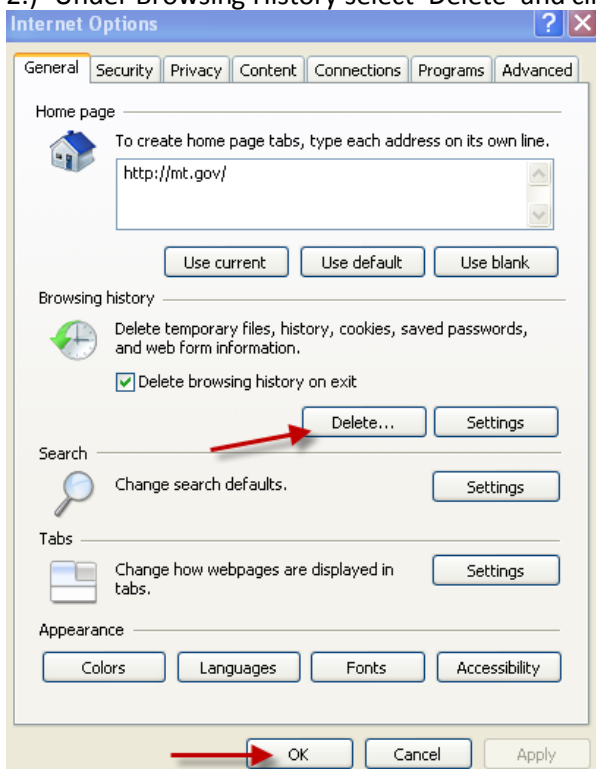 2.) Under Browsing History select 'Delete' and cli
Internet Options
General Security Privacy Content Connections Programs Advanced
Home page
To create home page tabs, type each address on its own line.
http://mt.gov/
Use current Use default Use blank
Browsing history
Delete temporary files, history, cookies, saved passwords,
and web form information.
Delete browsing history on exit
Delete... Settings
Search
Change search defaults. Settings
Tabs
Change how webpages are displayed in Settings
tabs.
Appearance
Colors Languages Fonts Accessibility
OK Cancel Apply